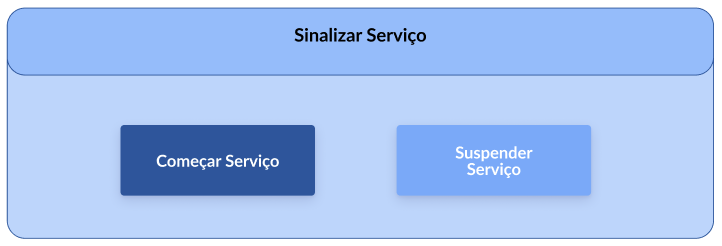 Sinalizar Serviço
Começar Serviço
Suspender
Serviço